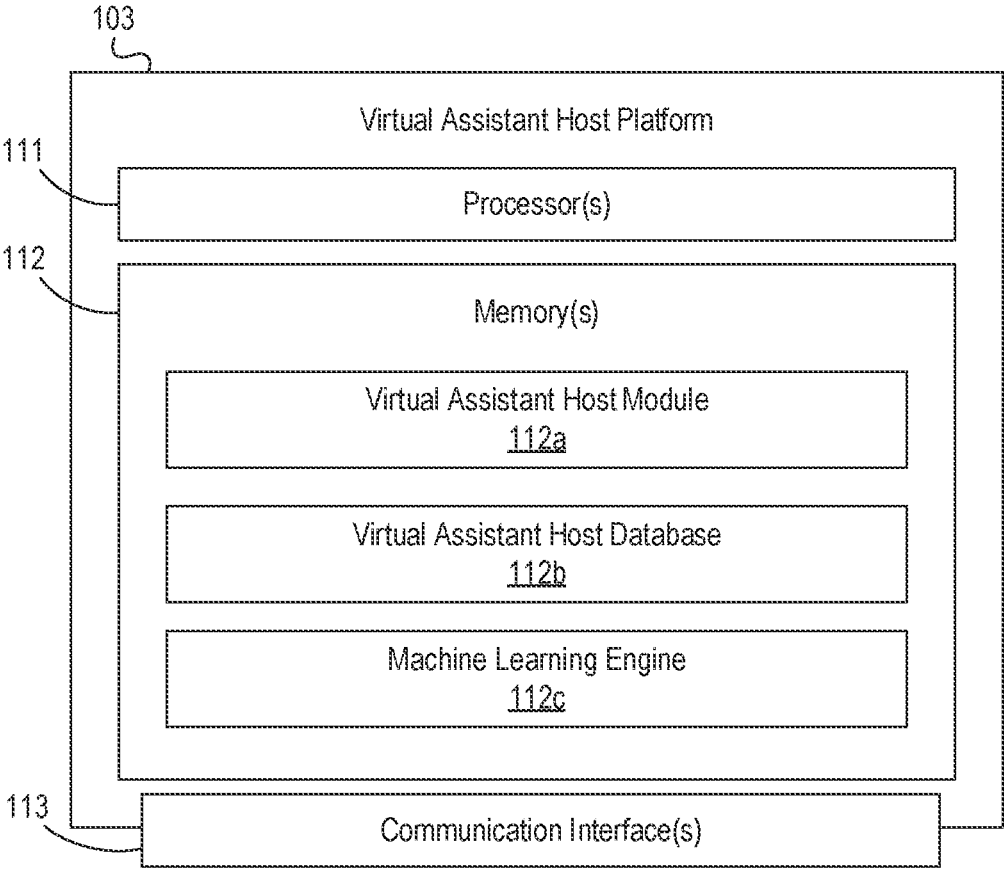 103
Virtual Assistant Host Platform
111
Processor(s)
112
Memory(s)
Virtual Assistant Host Module
112a
Virtual Assistant Host Database
112b
Machine Learning Engine
112c
113
Communication Interface(s)